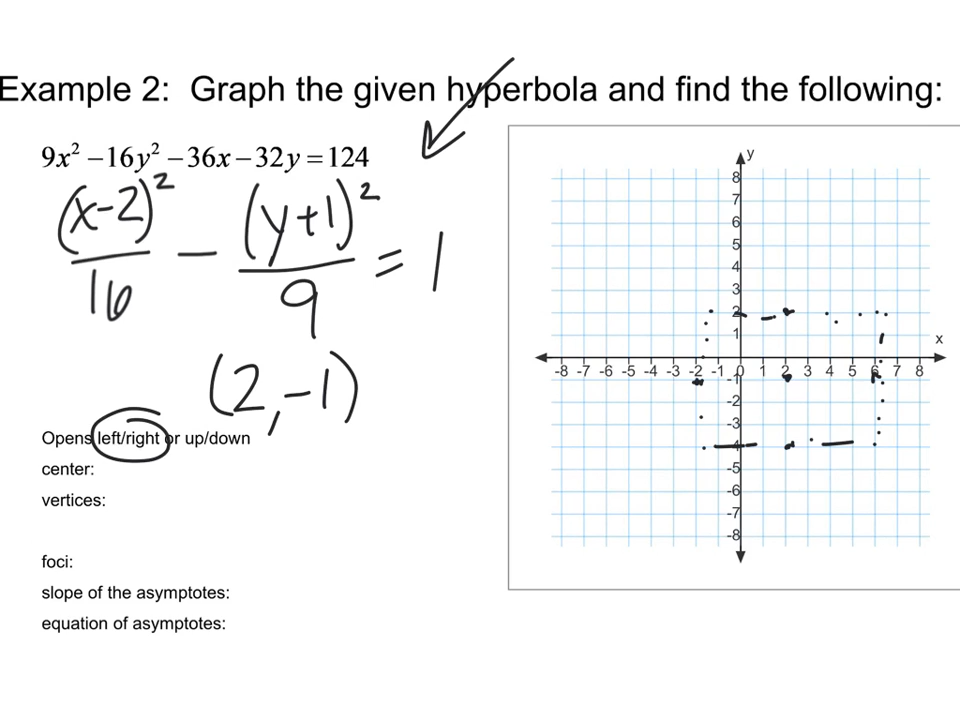 Example 2:  Graph the given hyperbola and find the following:
9x² – 16y² – 36x – 32y = 124
(x-2)²/16 - (y+1)²/9 = 1
(2,-1)
Opens left/right or up/down
center:
vertices:
foci:
slope of the asymptotes:
equation of asymptotes:
y
8
7
6
5
4
3
2
1
x
-8 -7 -6 -5 -4 -3 -2 -1 0 1 2 3 4 5 6 7 8
-1
-2
-3
-4
-5
-6
-7
-8